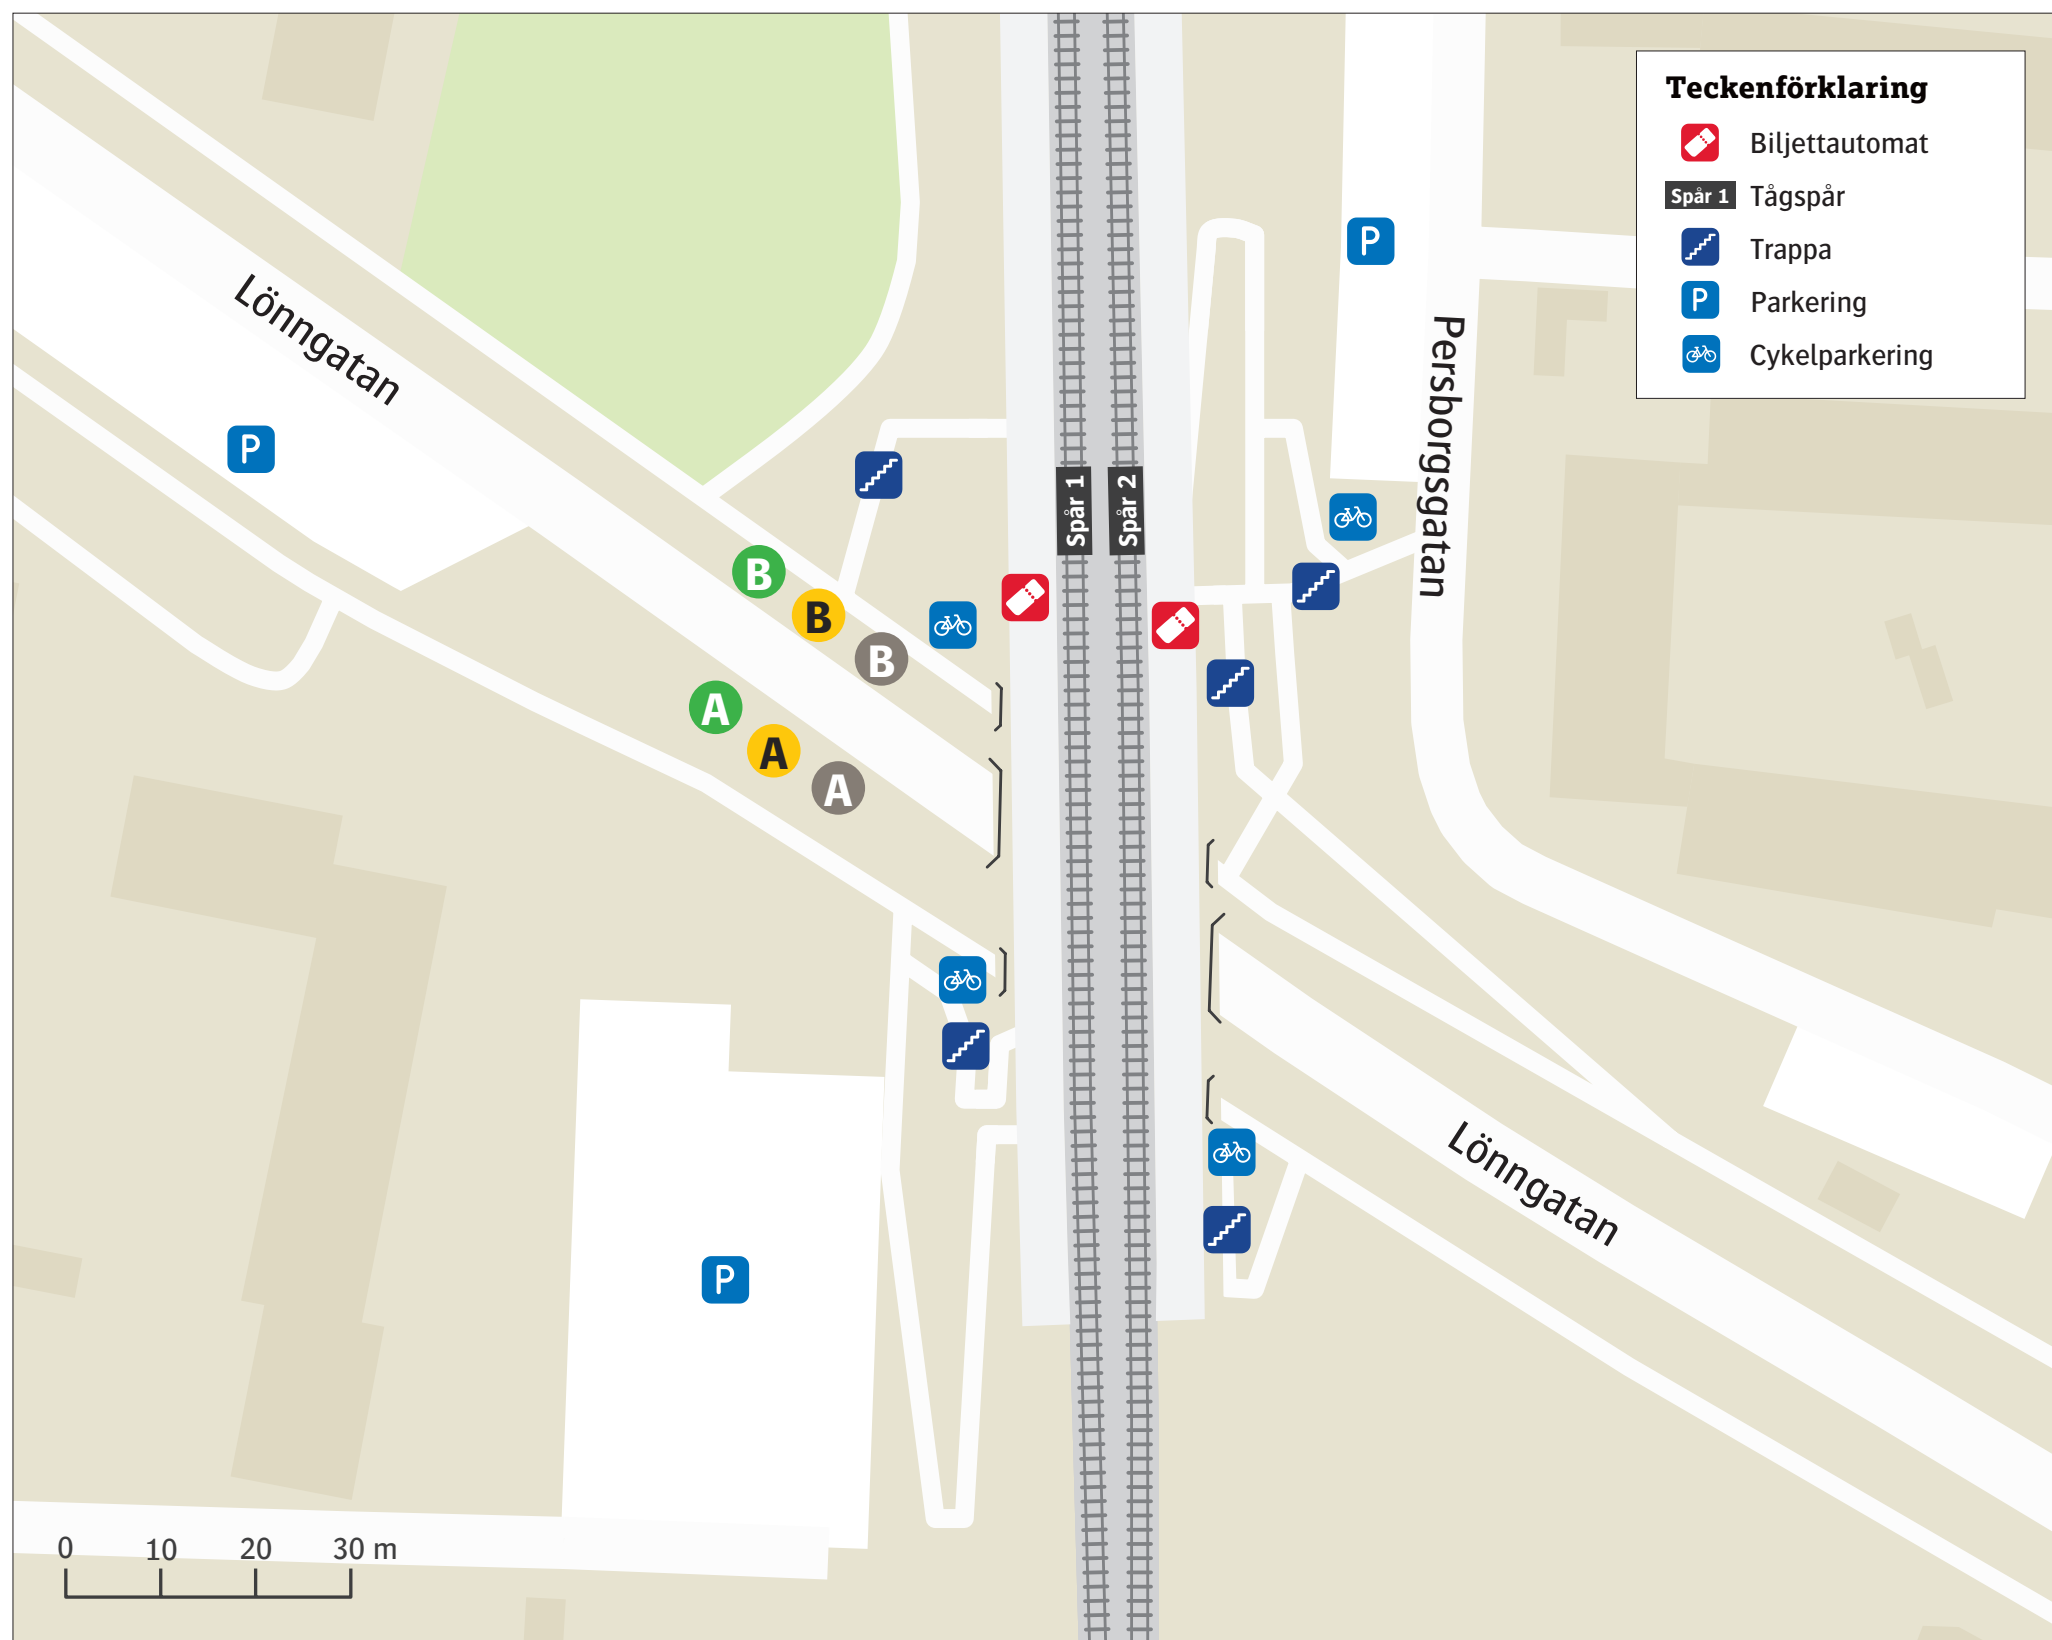 Teckenförklaring
Biljettautomat
Spår 1 Tågspår
Trappa
P Parkering
Cykelparkering
P
Lönngatan
P
Persborgsgatan
Spår 1
Spår 2
B
B
B
A
A
A
Lönngatan
P
0 10 20 30 m